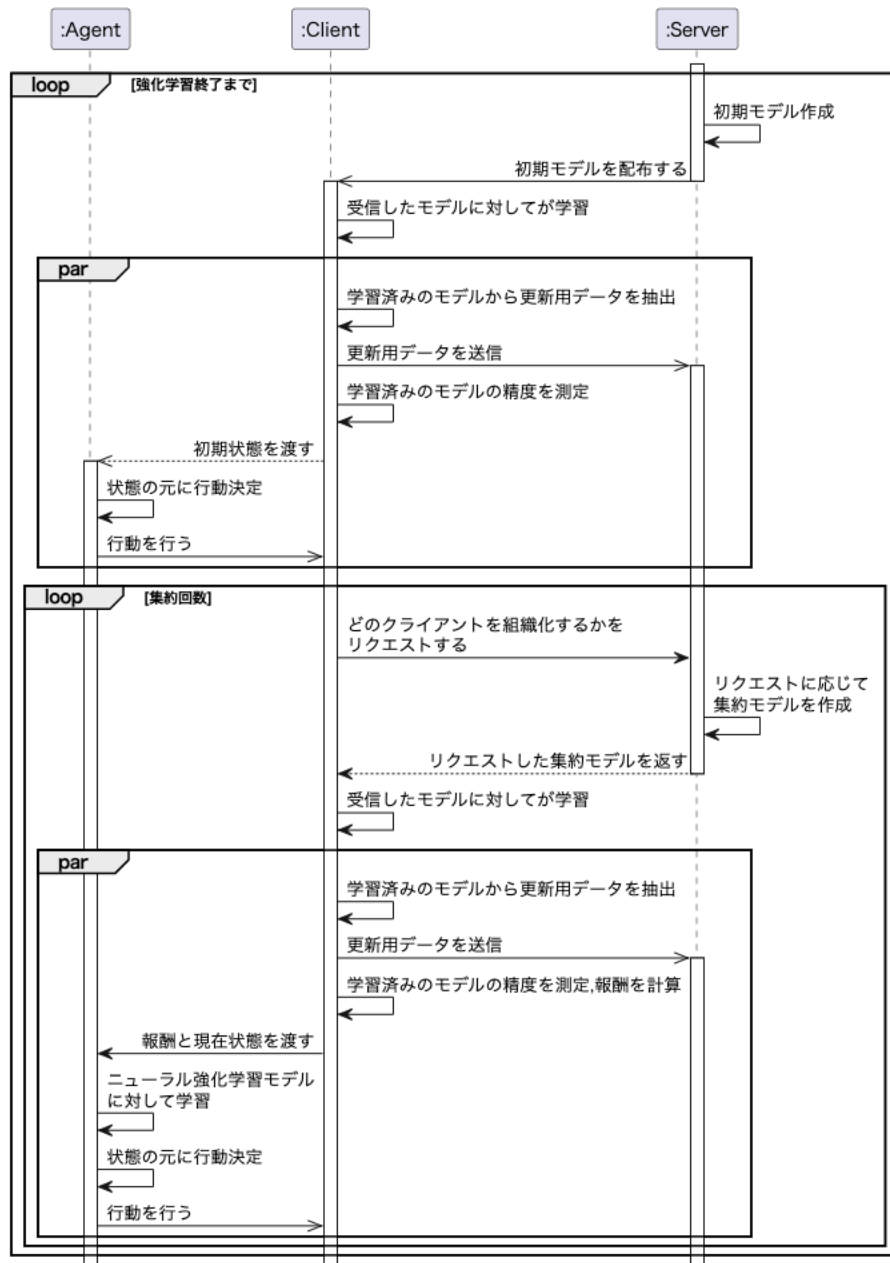 :Agent
:Client
:Server
loop
[強化学習終了まで]
初期モデル作成
初期モデルを配布する
受信したモデルに対してが学習
par
学習済みのモデルから更新用データを抽出
更新用データを送信
学習済みのモデルの精度を測定
初期状態を渡す
状態の元に行動決定
行動を行う
loop
[集約回数]
どのクライアントを組織化するかを
リクエストする
リクエストに応じて
集約モデルを作成
リクエストした集約モデルを返す
受信したモデルに対してが学習
par
学習済みのモデルから更新用データを抽出
更新用データを送信
学習済みのモデルの精度を測定,報酬を計算
報酬と現在状態を渡す
ニューラル強化学習モデル
に対して学習
状態の元に行動決定
行動を行う